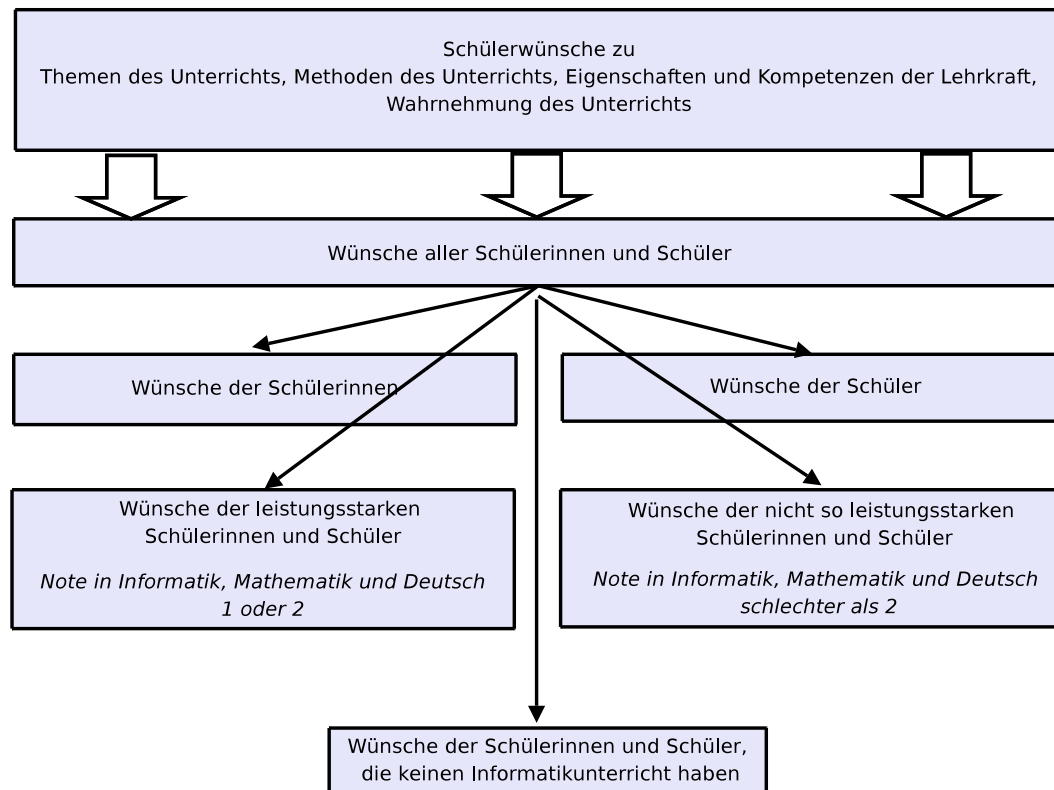 Schülerwünsche zu
Themen des Unterrichts, Methoden des Unterrichts, Eigenschaften und Kompetenzen der Lehrkraft,
Wahrnehmung des Unterrichts
Wünsche aller Schülerinnen und Schüler
Wünsche der Schülerinnen
Wünsche der Schüler
Wünsche der leistungsstarken
Schülerinnen und Schüler
Note in Informatik, Mathematik und Deutsch
1 oder 2
Wünsche der nicht so leistungsstarken
Schülerinnen und Schüler
Note in Informatik, Mathematik und Deutsch
schlechter als 2
Wünsche der Schülerinnen und Schüler,
die keinen Informatikunterricht haben